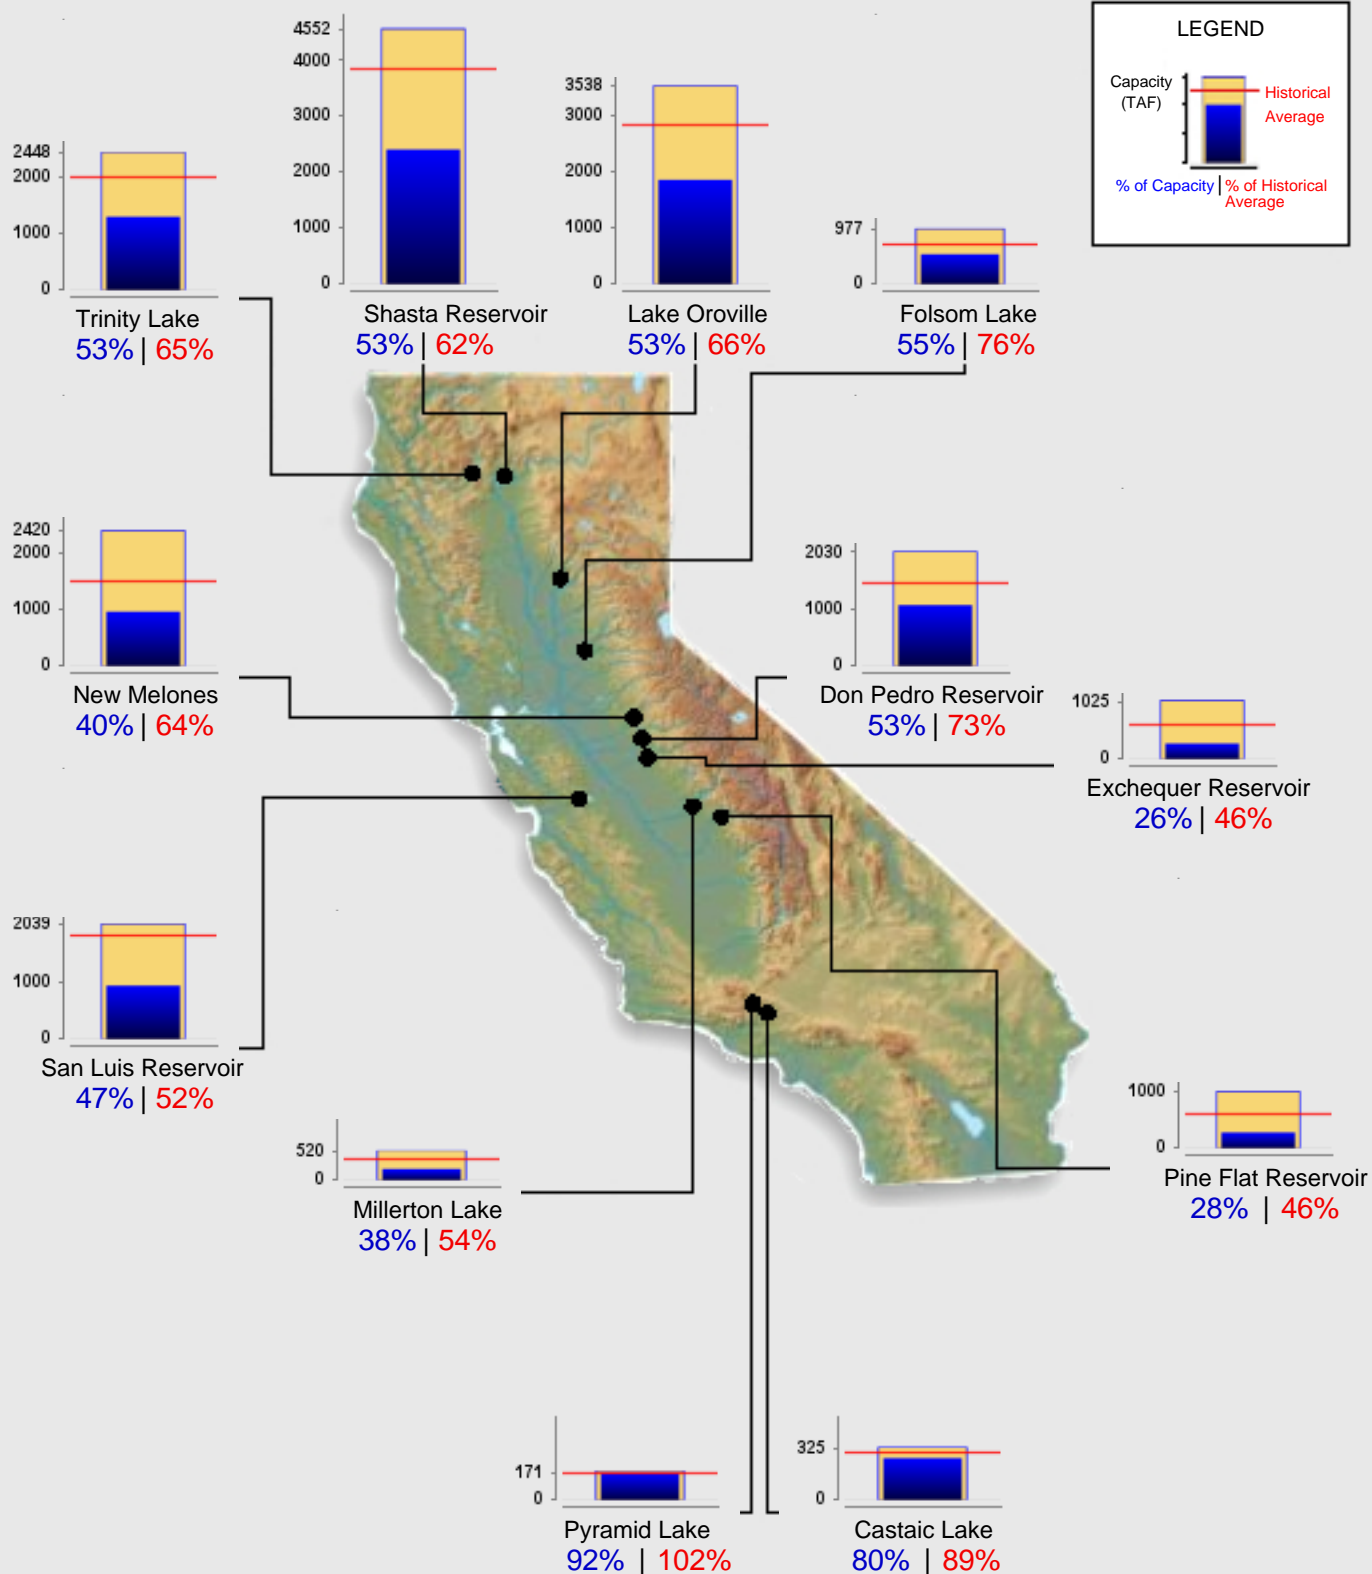 LEGEND
Capacity
(TAF)
Historical
Average
% of Capacity | % of Historical
Average
4552
4000
3000
2000
1000
0
Shasta Reservoir
53% | 62%
3538
3000
2000
1000
0
Lake Oroville
53% | 66%
2448
2000
1000
0
Trinity Lake
53% | 65%
977
0
Folsom Lake
55% | 76%
2420
2000
1000
0
New Melones
40% | 64%
2030
1000
0
Don Pedro Reservoir
53% | 73%
1025
0
Exchequer Reservoir
26% | 46%
2039
1000
0
San Luis Reservoir
47% | 52%
520
0
Millerton Lake
38% | 54%
1000
0
Pine Flat Reservoir
28% | 46%
171
0
Pyramid Lake
92% | 102%
325
0
Castaic Lake
80% | 89%